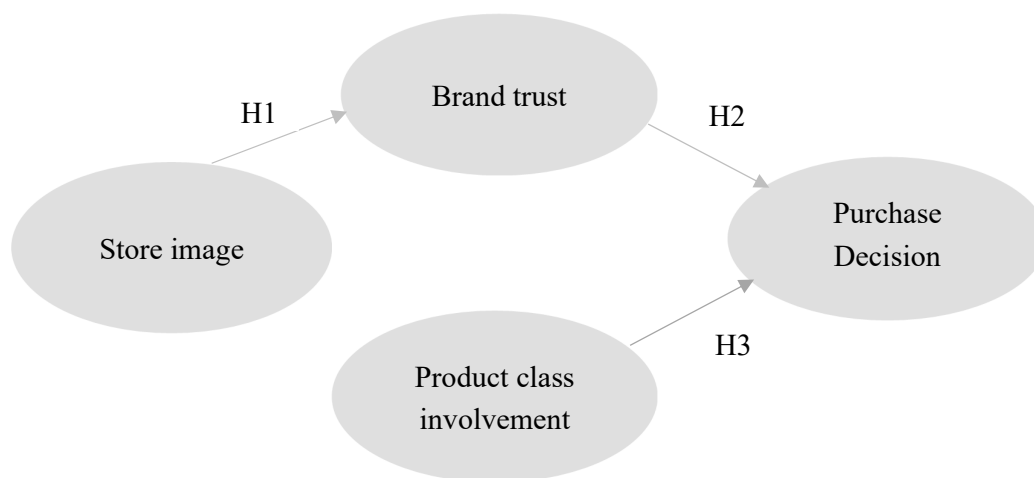 Brand trust
H1
H2
Store image
Purchase
Decision
H3
Product class
involvement